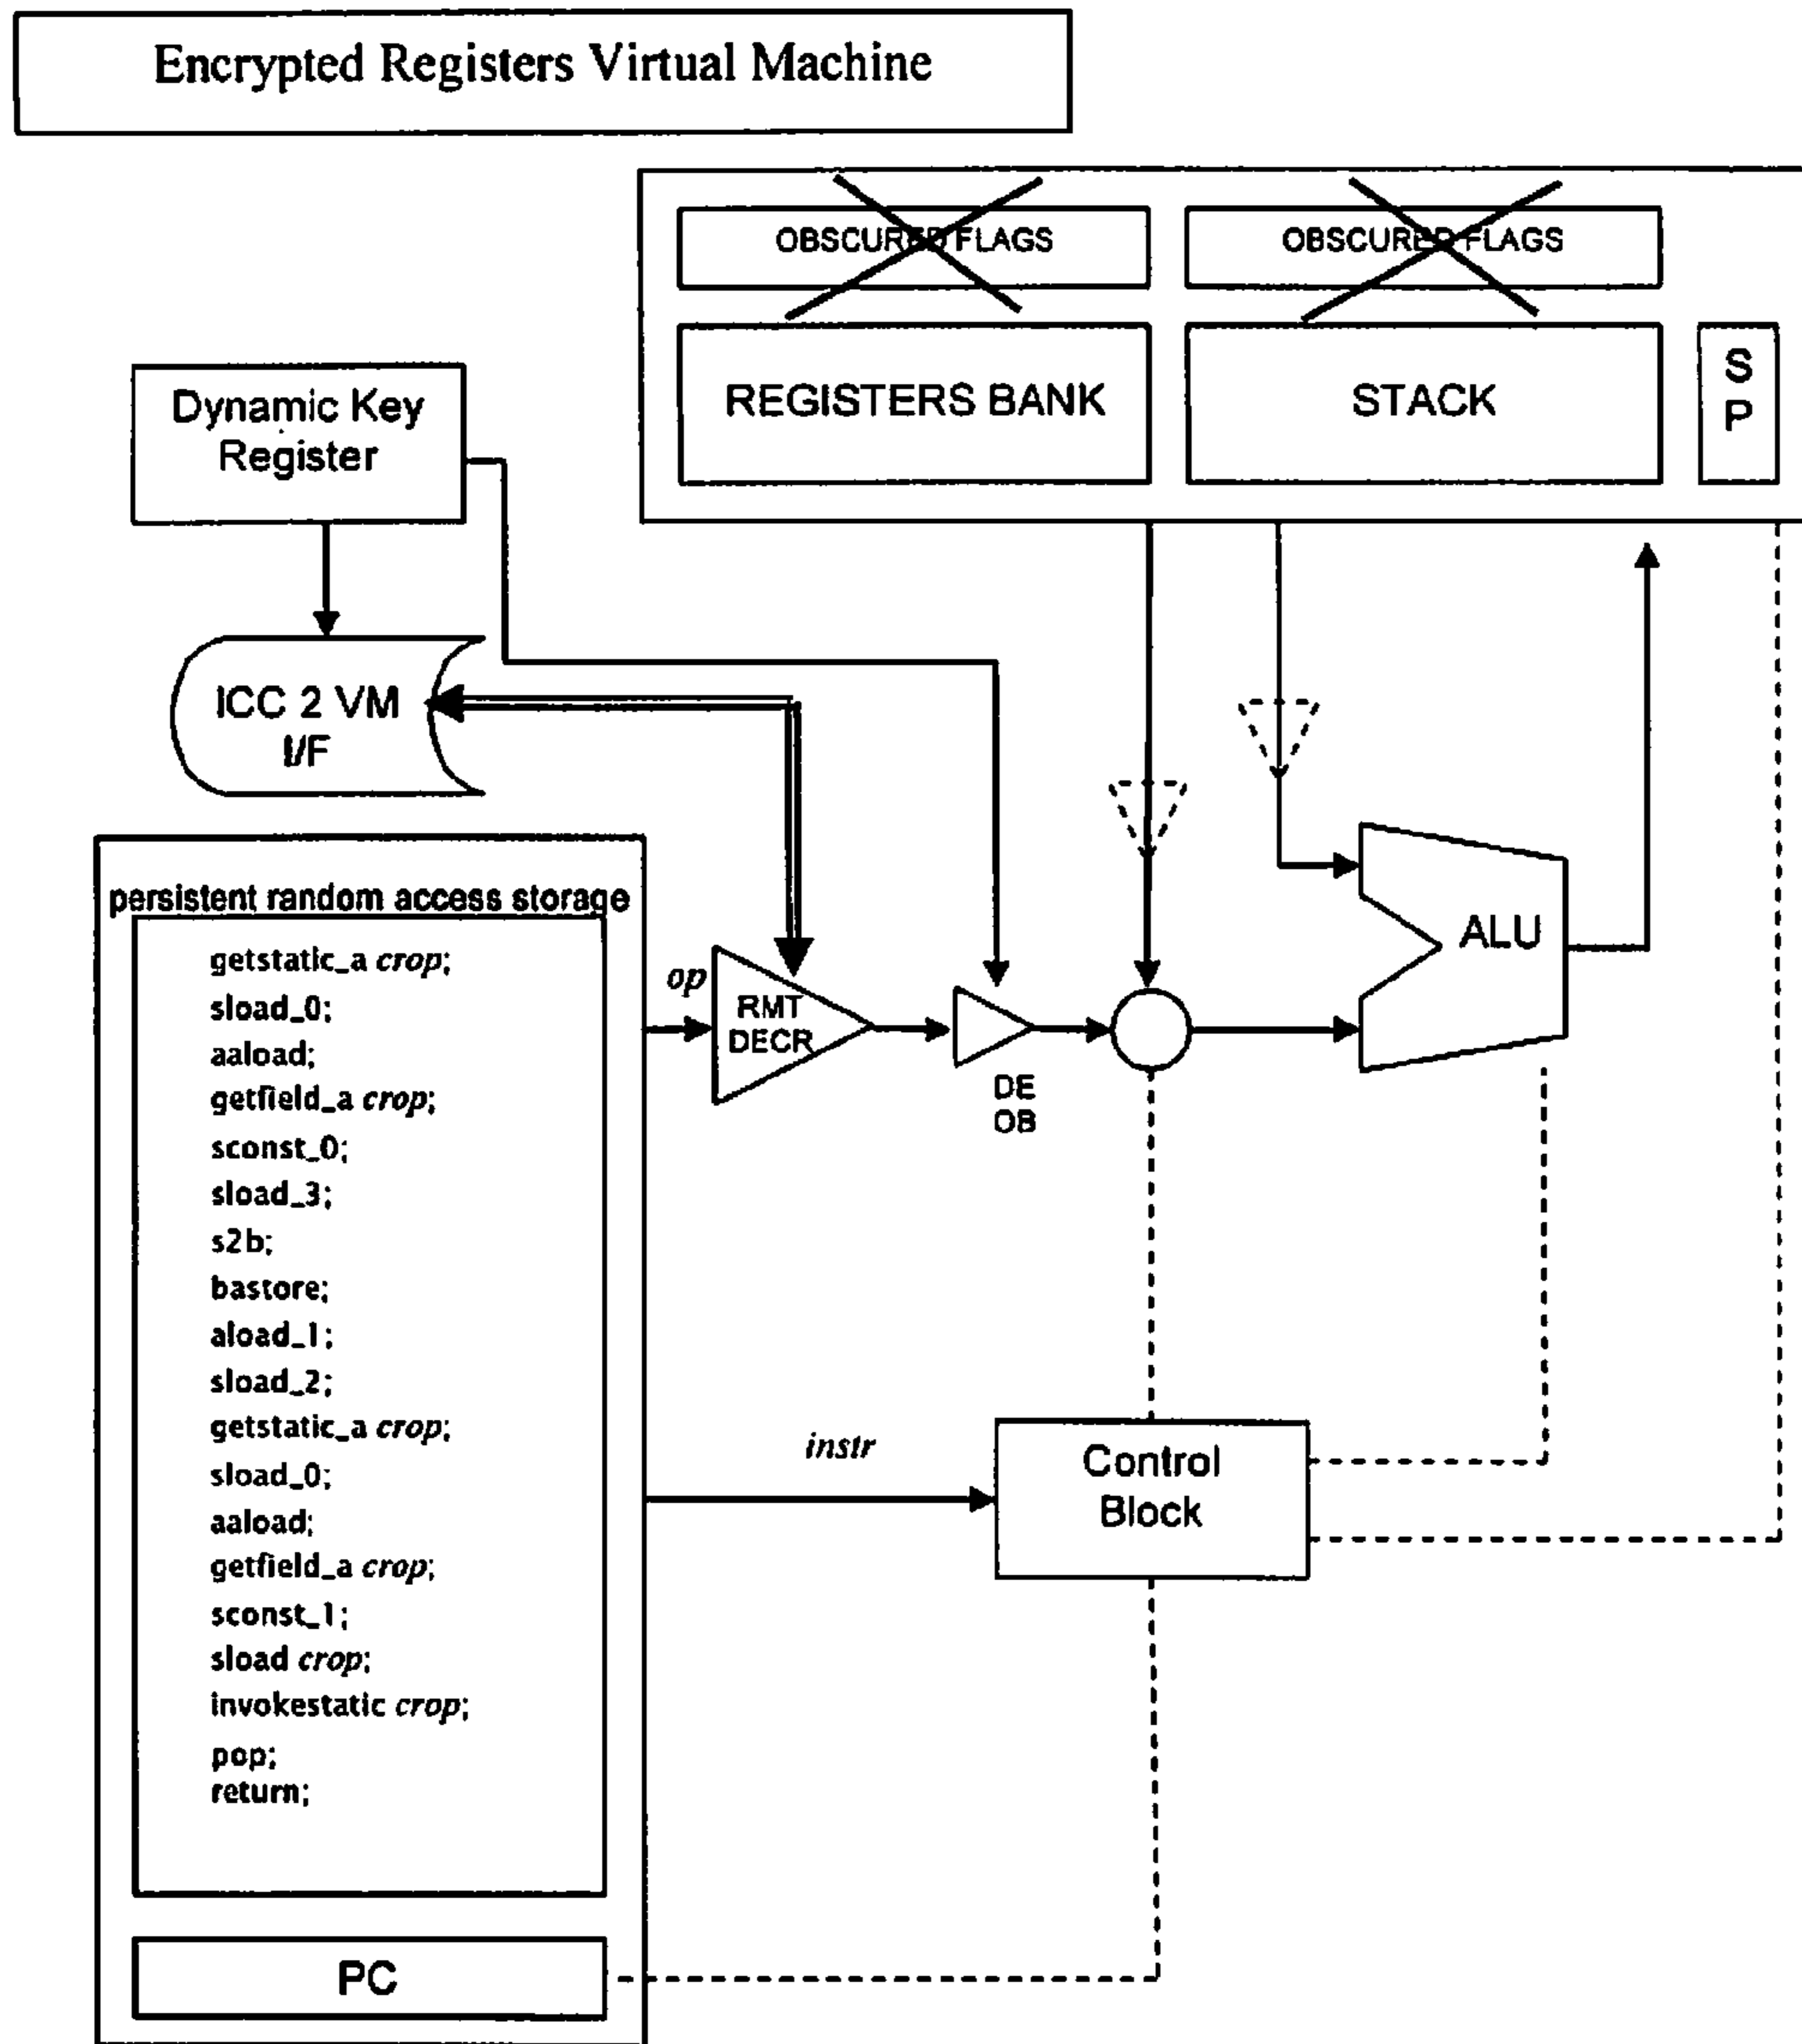 Encrypted Registers Virtual Machine
OBSCURED FLAGS
OBSCURED FLAGS
REGISTERS BANK
STACK
S
P
Dynamic Key
Register
ICC 2 VM
I/F
persistent random access storage
getstatic_a crop;
sload_0;
aaload;
getfield_a crop;
sconst_0;
sload_3;
s2b;
bastore;
aload_1;
sload_2;
getstatic_a crop;
sload_0;
aaload;
getfield_a crop;
sconst_1;
sload crop;
invokestatic crop;
pop;
return;
PC
op
RMT
DECR
DE
OB
ALU
instr
Control
Block